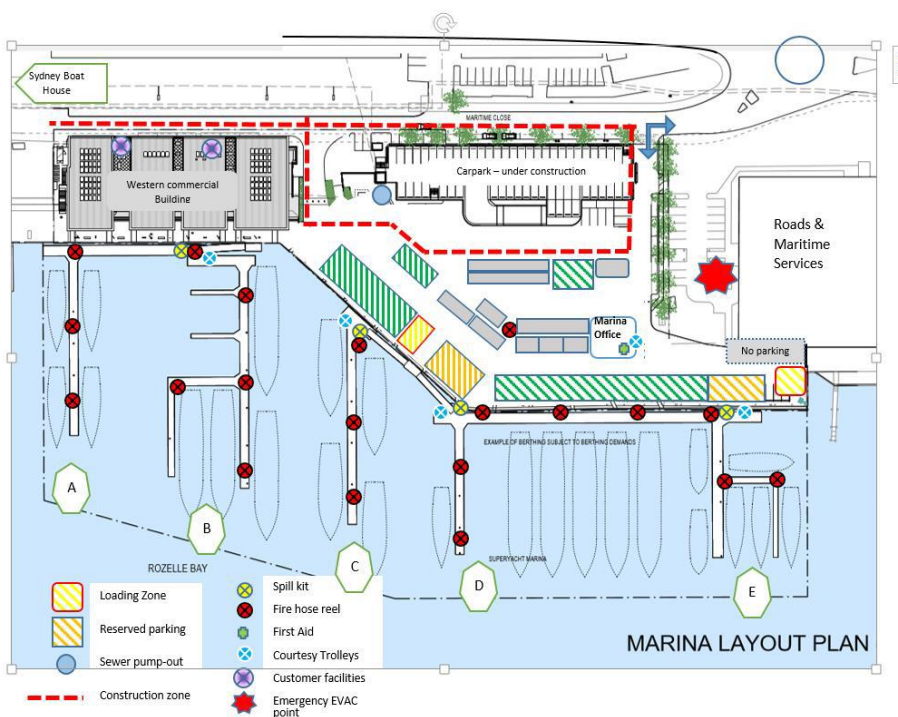 Sydney Boat
House
MARITIME CLOSE
Western commercial
Building
Carpark – under construction
Roads &
Maritime
Services
Marina
Office
No parking
EXAMPLE OF BERTHING SUBJECT TO BERTHING DEMANDS
A
B
C
D
E
SUPERYACHT MARINA
ROZELLE BAY
Loading Zone
Reserved parking
Sewer pump-out
Construction zone
Spill kit
Fire hose reel
First Aid
Courtesy Trolleys
Customer facilities
Emergency EVAC
point
MARINA LAYOUT PLAN